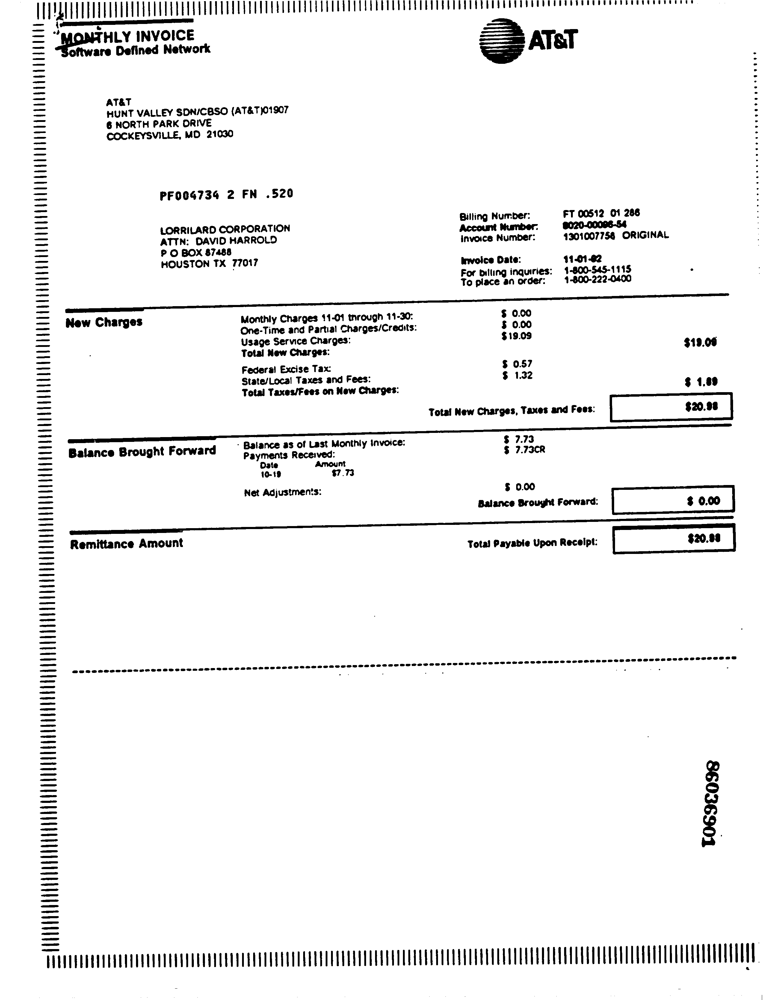 MONTHLY INVOICE
Software Defined Network
AT&T
AT&T
HUNT VALLEY SDN/CBSO (AT&T)01907
6 NORTH PARK DRIVE
COCKEYSVILLE, MD 21030
PF004734 2 FN .520
LORRILARD CORPORATION
ATTN: DAVID HARROLD
P O BOX 87488
HOUSTON TX 77017
Billing Number: FT 00512 01 286
Account Number: 8020-00096-54
Invoice Number: 1301007758 ORIGINAL
Invoice Date: 11-01-92
For billing inquiries: 1-800-545-1115
To place an order: 1-800-222-0400
New Charges
Monthly Charges 11-01 through 11-30: $ 0.00
One-Time and Partial Charges/Credits: $ 0.00
Usage Service Charges: $19.09
Total New Charges: $19.09
Federal Excise Tax: $ 0.57
State/Local Taxes and Fees: $ 1.32
Total Taxes/Fees on New Charges: $ 1.89
Total New Charges, Taxes and Fees: $20.98
Balance Brought Forward
Balance as of Last Monthly Invoice: $ 7.73
Payments Received: $ 7.73CR
Date Amount
10-19 $7.73
Net Adjustments: $ 0.00
Balance Brought Forward: $ 0.00
Remittance Amount
Total Payable Upon Receipt: $20.98
86036901